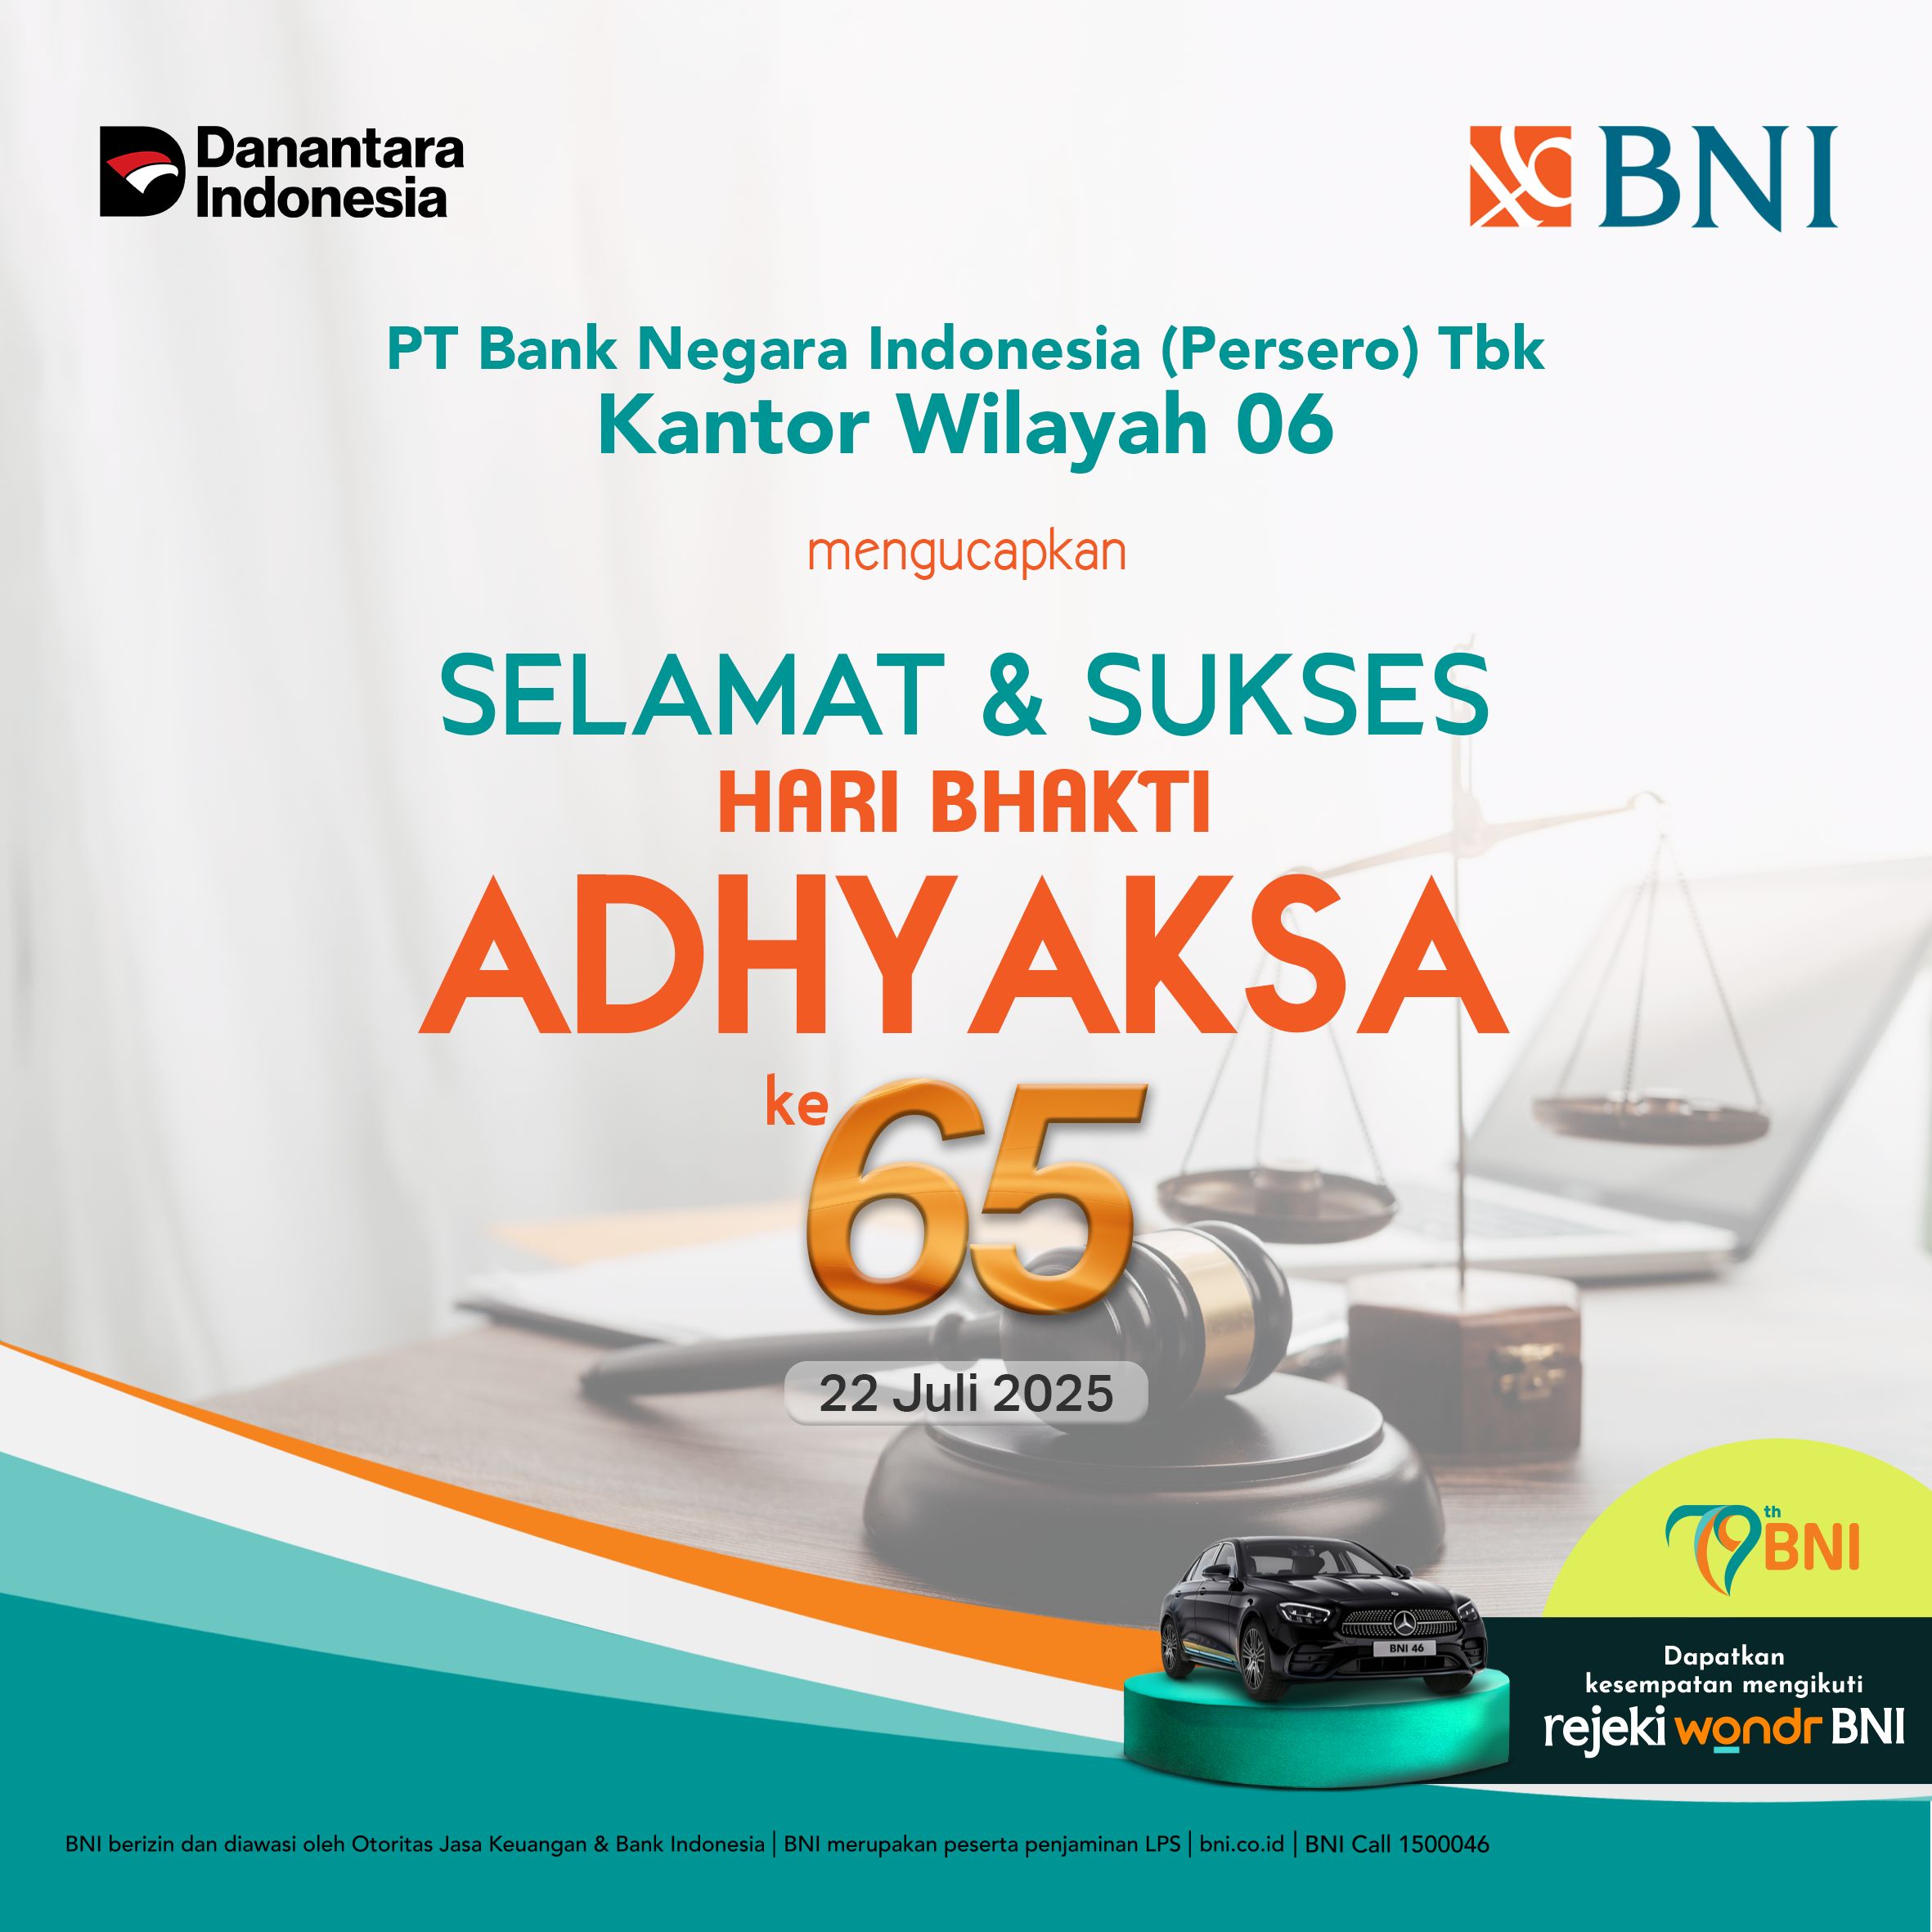 Danantara
Indonesia
BNI
PT Bank Negara Indonesia (Persero) Tbk
Kantor Wilayah 06
mengucapkan
SELAMAT & SUKSES
HARI BHAKTI
ADHYAKSA
ke 65
22 Juli 2025
79th BNI
BNI 46
Dapatkan
kesempatan mengikuti
rejeki wondr BNI
BNI berizin dan diawasi oleh Otoritas Jasa Keuangan & Bank Indonesia | BNI merupakan peserta penjaminan LPS | bni.co.id | BNI Call 1500046